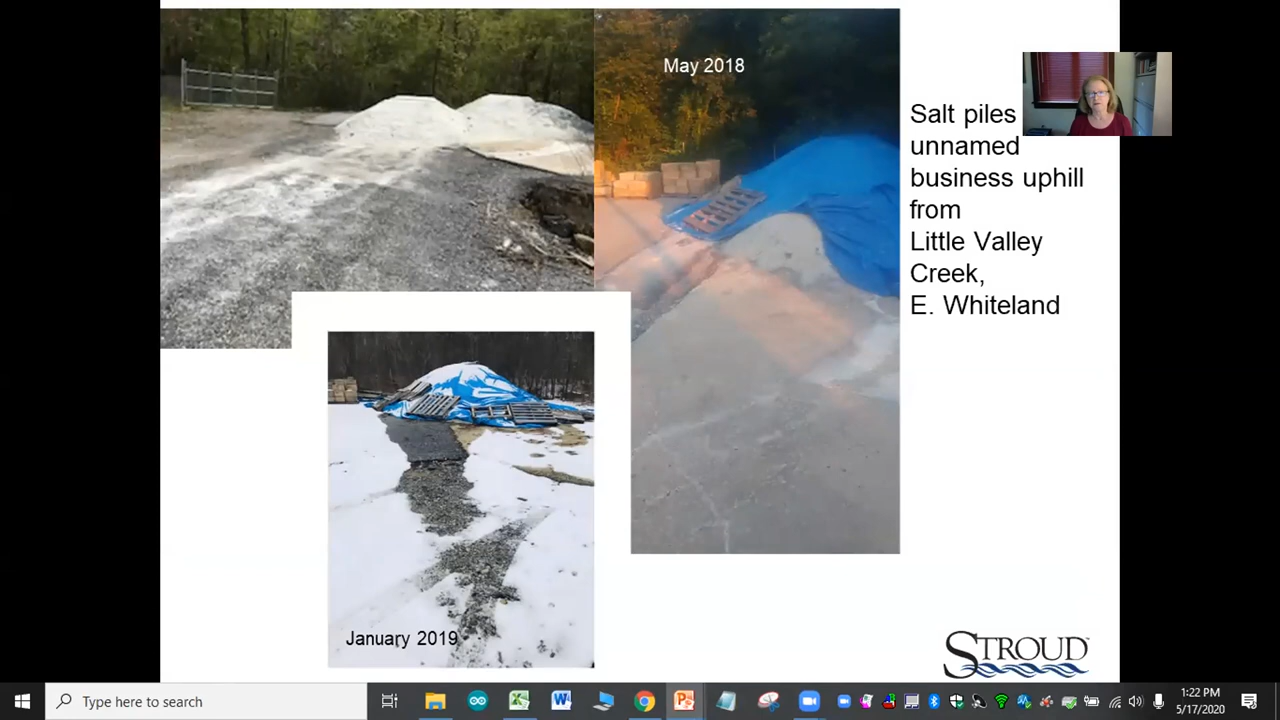 May 2018
Salt piles
unnamed
business uphill
from
Little Valley
Creek,
E. Whiteland
January 2019
STROUD
Type here to search
1:22 PM
5/17/2020